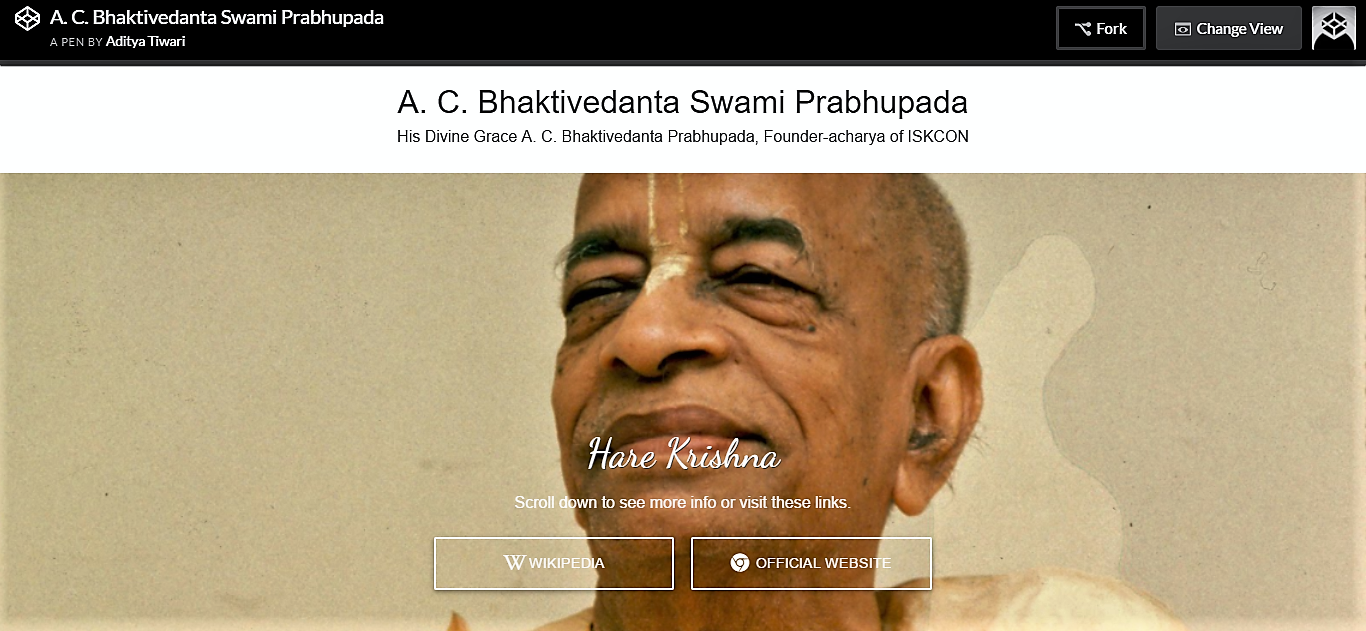 A. C. Bhaktivedanta Swami Prabhupada
A PEN BY Aditya Tiwari
Fork
Change View
A. C. Bhaktivedanta Swami Prabhupada
His Divine Grace A. C. Bhaktivedanta Prabhupada, Founder-acharya of ISKCON
Hare Krishna
Scroll down to see more info or visit these links.
WIKIPEDIA
OFFICIAL WEBSITE